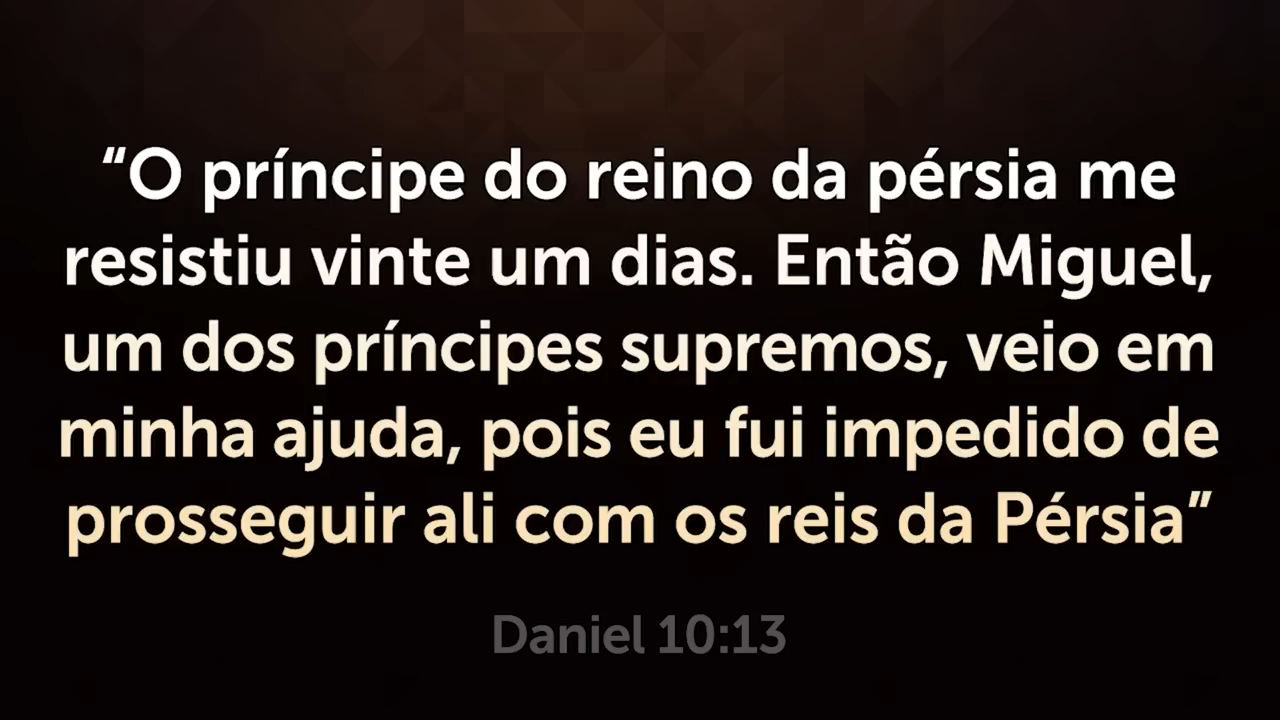 “O príncipe do reino da pérsia me
resistiu vinte um dias. Então Miguel,
um dos príncipes supremos, veio em
minha ajuda, pois eu fui impedido de
prosseguir ali com os reis da Pérsia”
Daniel 10:13